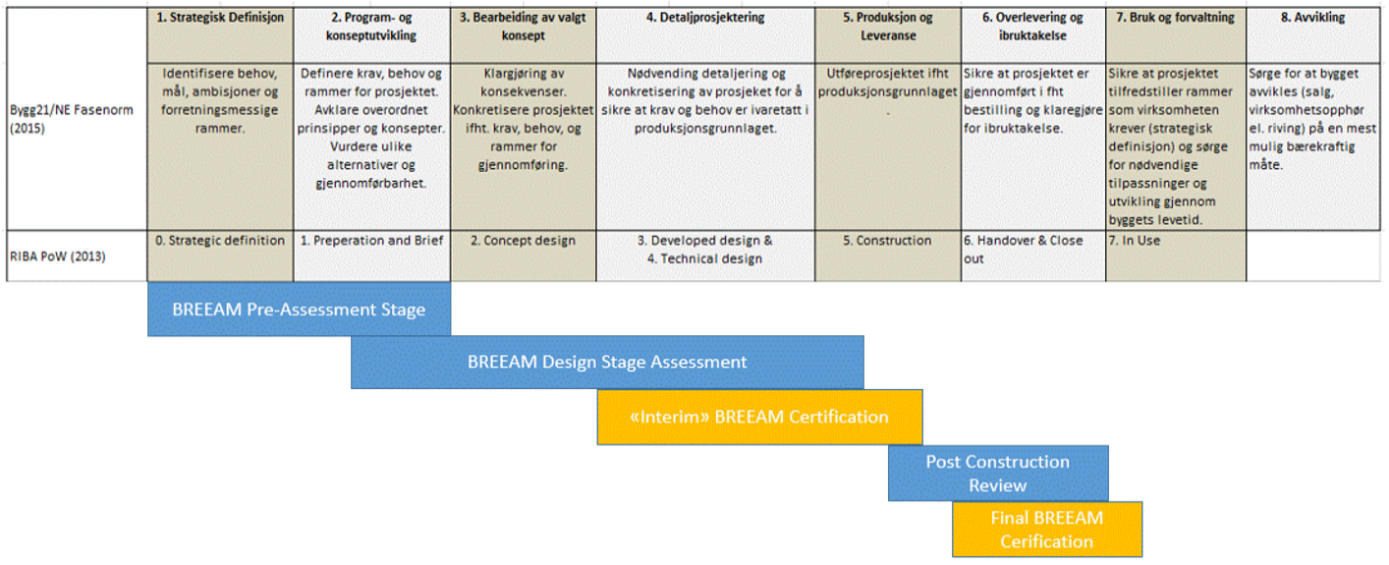 1. Strategisk Definisjon
2. Program- og
konseptutvikling
3. Bearbeiding av valgt
konsept
4. Detaljprosjektering
5. Produksjon og
Leveranse
6. Overlevering og
ibruktakelse
7. Bruk og forvaltning
8. Avvikling
Bygg21/NE Fasenorm
(2015)
Identifisere behov,
mål, ambisjoner og
forretningsmessige
rammer.
Definere krav, behov og
rammer for prosjektet.
Avklare overordnet
prinsipper og konsepter.
Vurdere ulike
alternativer og
gjennomførbarhet.
Klargjøring av
konsekvenser.
Konkretisere prosjektet
ifht. krav, behov, og
rammer for
gjennomføring.
Nødvending detaljering og
konkretisering av prosjeket for å
sikre at krav og behov er ivaretatt i
produksjonsgrunnlaget.
Utføreprosjektet ifht
produksjonsgrunnlaget
.
Sikre at prosjektet er
gjennomført i fht
bestilling og klaregjøre
for ibruktakelse.
Sikre at prosjektet
tilfredstiller rammer
som virksomheten
krever (strategisk
definisjon) og sørge
for nødvendige
tilpassninger og
utvikling gjennom
byggets levetid.
Sørge for at bygget
avvikles (salg,
virksomhetsopphør
el. riving) på en mest
mulig bærekraftig
måte.
RIBA PoW (2013)
0. Strategic definition
1. Preperation and Brief
2. Concept design
3. Developed design &
4. Technical design
5. Construction
6. Handover & Close
out
7. In Use
BREEAM Pre-Assessment Stage
BREEAM Design Stage Assessment
«Interim» BREEAM Certification
Post Construction
Review
Final BREEAM
Cerification